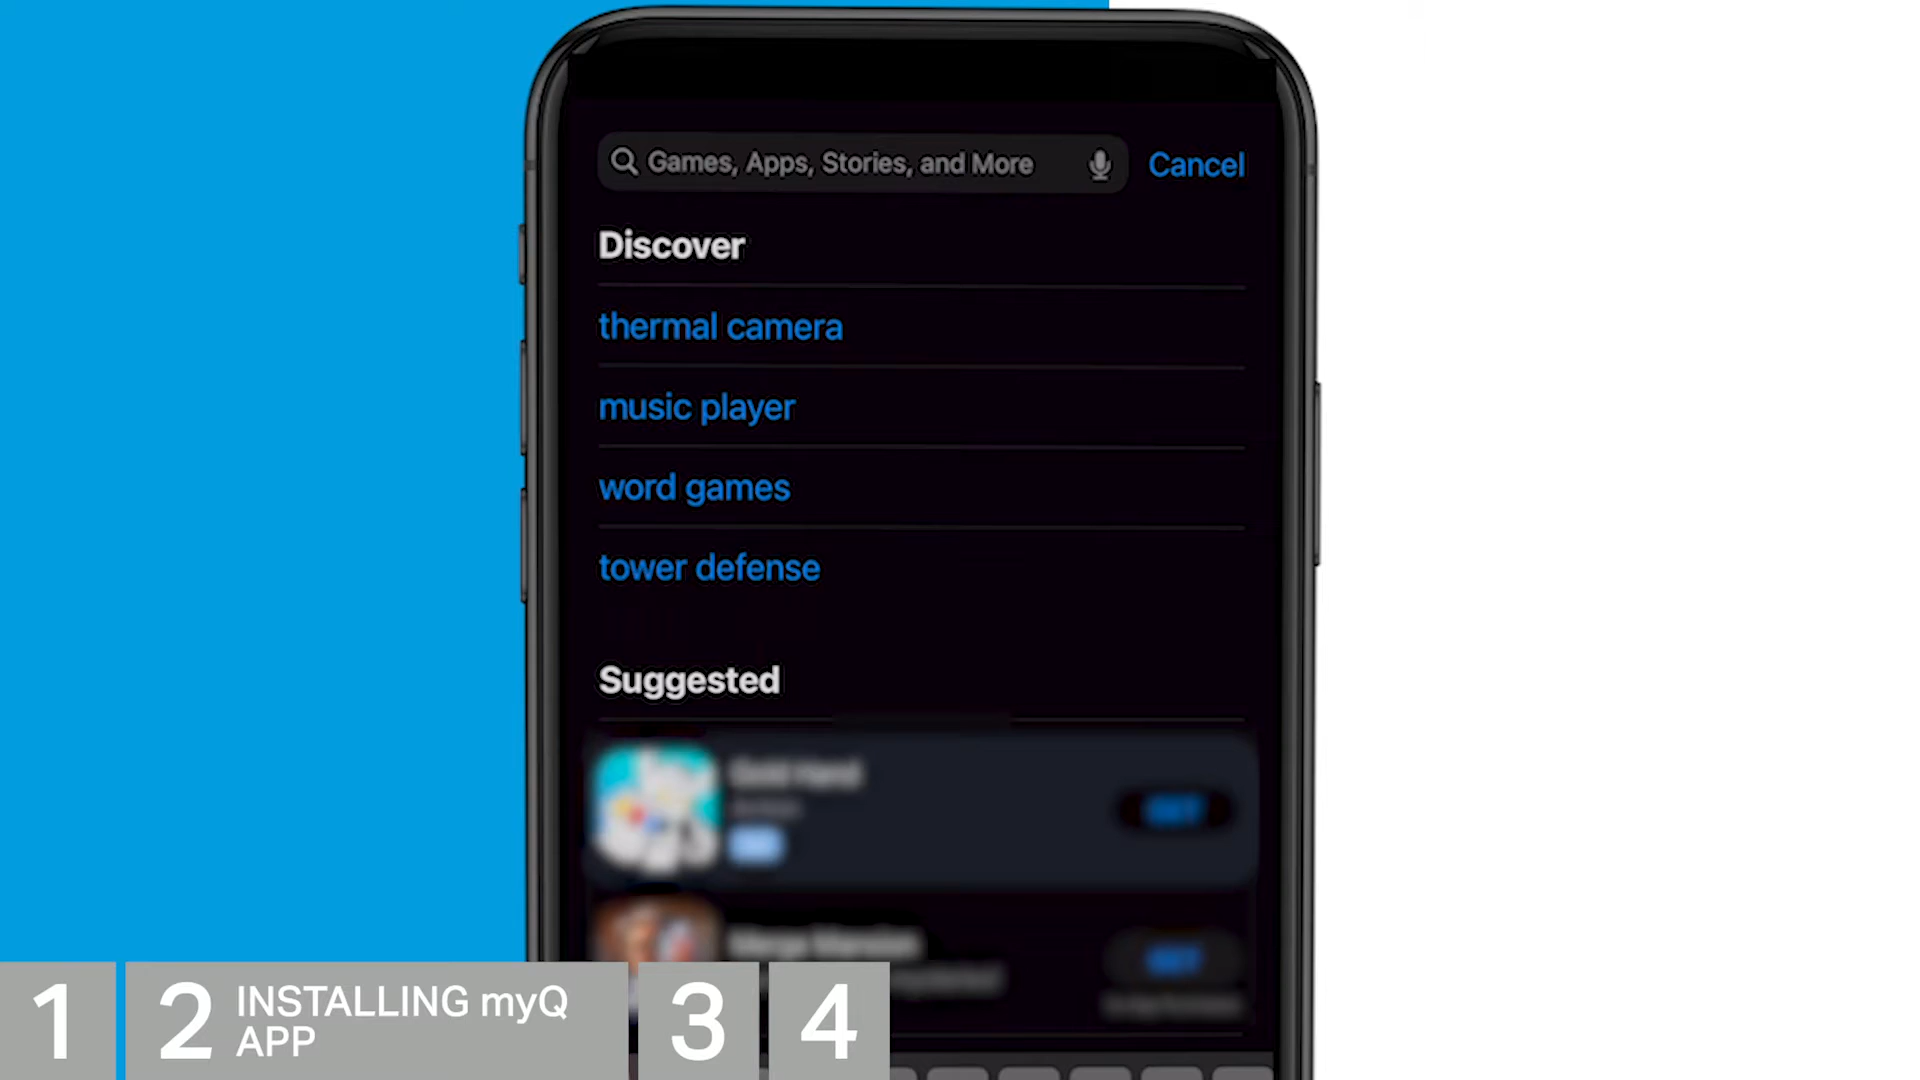 Games, Apps, Stories, and More
Cancel
Discover
thermal camera
music player
word games
tower defense
Suggested
1
2
INSTALLING myQ
APP
3
4